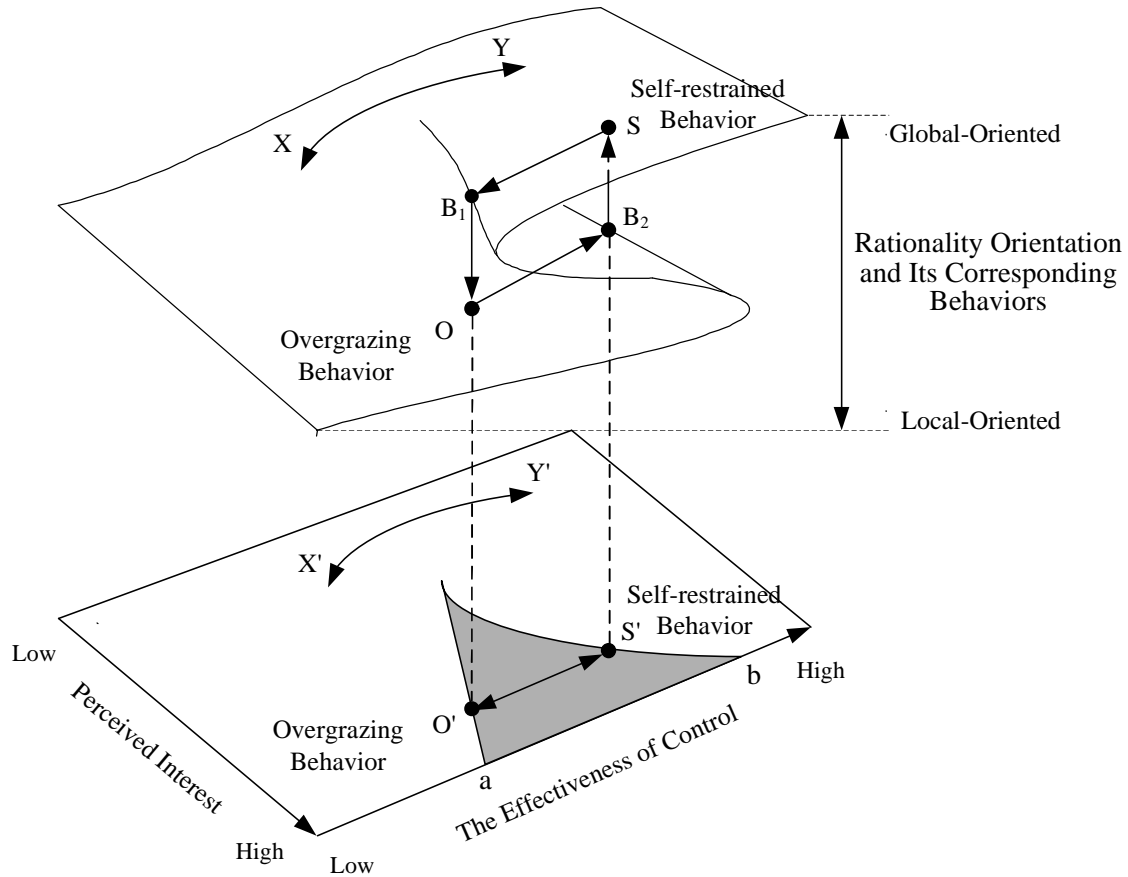 Y
Self-restrained
Behavior
S
X
Global-Oriented
B₁
B₂
Rationality Orientation
and Its Corresponding
Behaviors
O
Overgrazing
Behavior
Local-Oriented
Y'
X'
Self-restrained
Behavior
S'
Low
b
High
Perceived Interest
O'
Overgrazing
Behavior
a
The Effectiveness of Control
High
Low